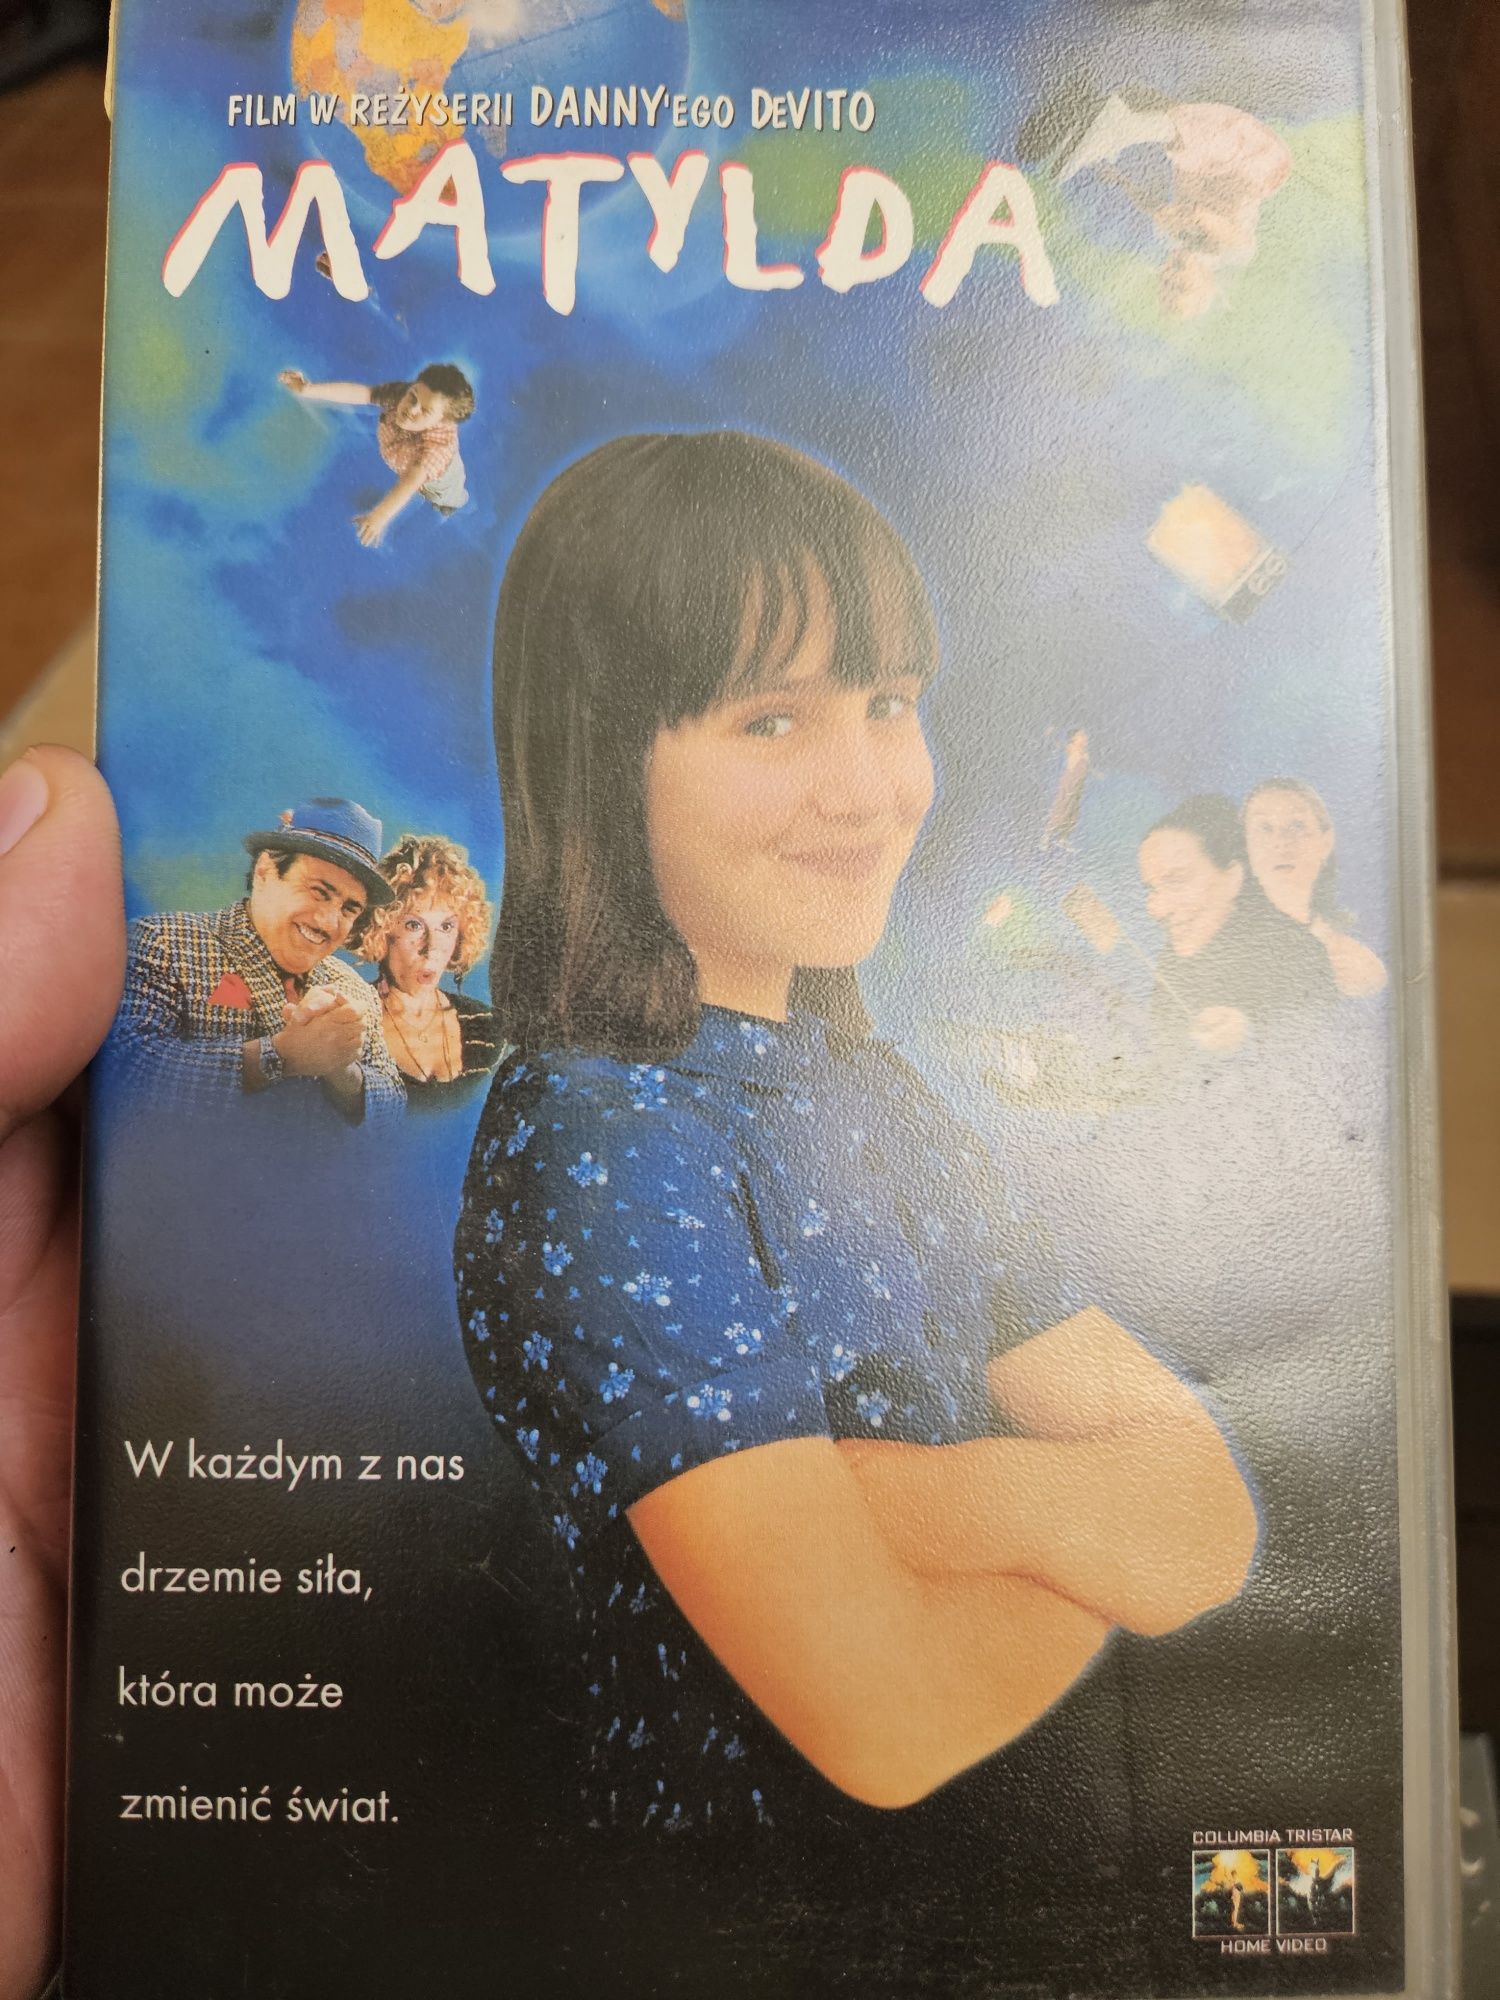 FILM W REŻYSERII DANNY'EGO DeVITO
MATYLDA
W każdym z nas
drzemie siła,
która może
zmienić świat.
COLUMBIA TRISTAR
HOME VIDEO